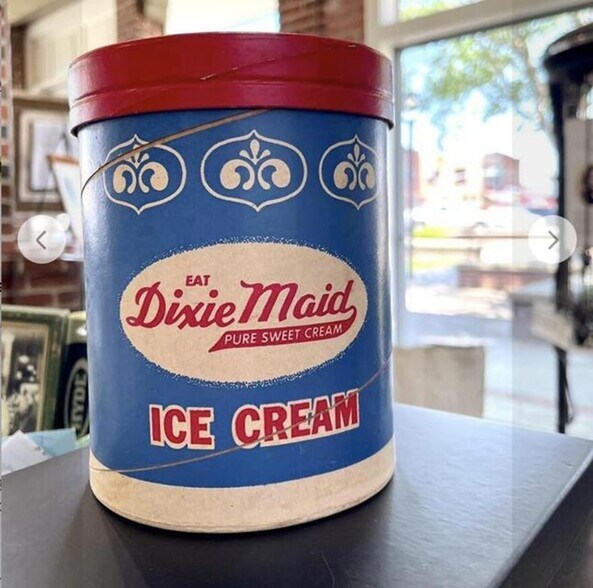 EAT
Dixie Maid
PURE SWEET CREAM
ICE CREAM